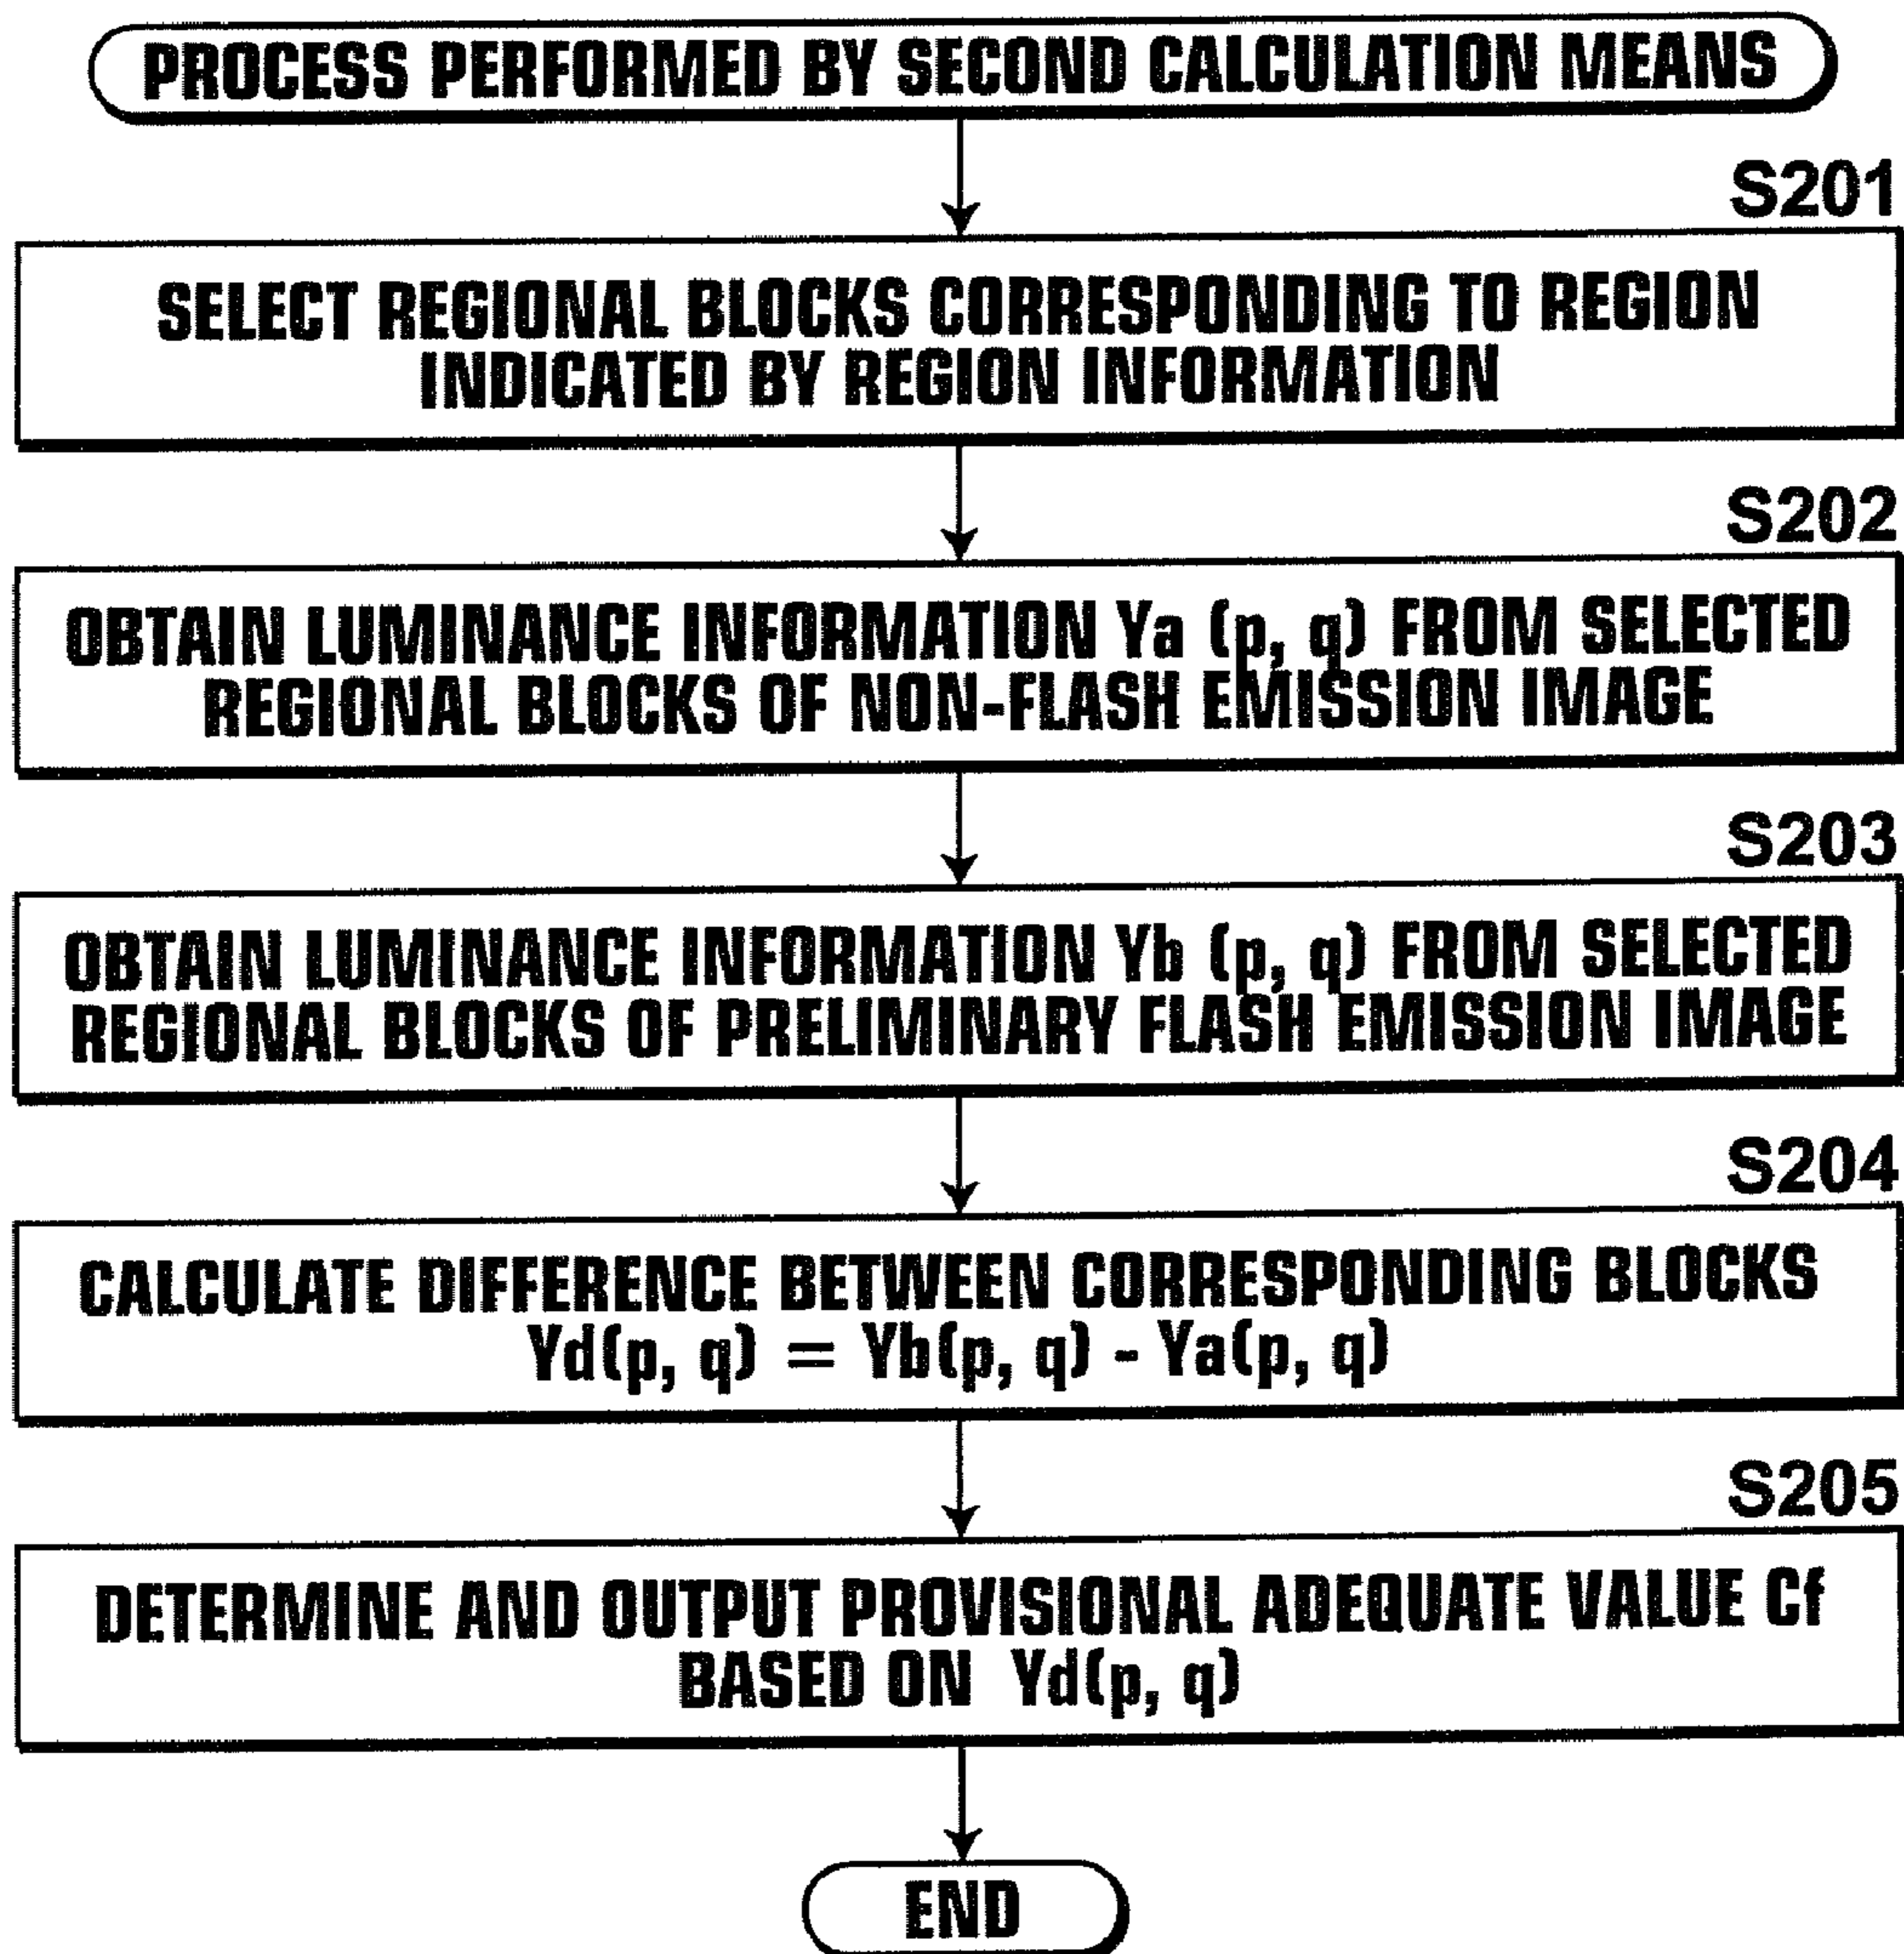 PROCESS PERFORMED BY SECOND CALCULATION MEANS
S201
SELECT REGIONAL BLOCKS CORRESPONDING TO REGION
INDICATED BY REGION INFORMATION
S202
OBTAIN LUMINANCE INFORMATION Ya (p, q) FROM SELECTED
REGIONAL BLOCKS OF NON-FLASH EMISSION IMAGE
S203
OBTAIN LUMINANCE INFORMATION Yb (p, q) FROM SELECTED
REGIONAL BLOCKS OF PRELIMINARY FLASH EMISSION IMAGE
S204
CALCULATE DIFFERENCE BETWEEN CORRESPONDING BLOCKS
Yd(p, q) = Yb(p, q) - Ya(p, q)
S205
DETERMINE AND OUTPUT PROVISIONAL ADEQUATE VALUE Cf
BASED ON Yd(p, q)
END